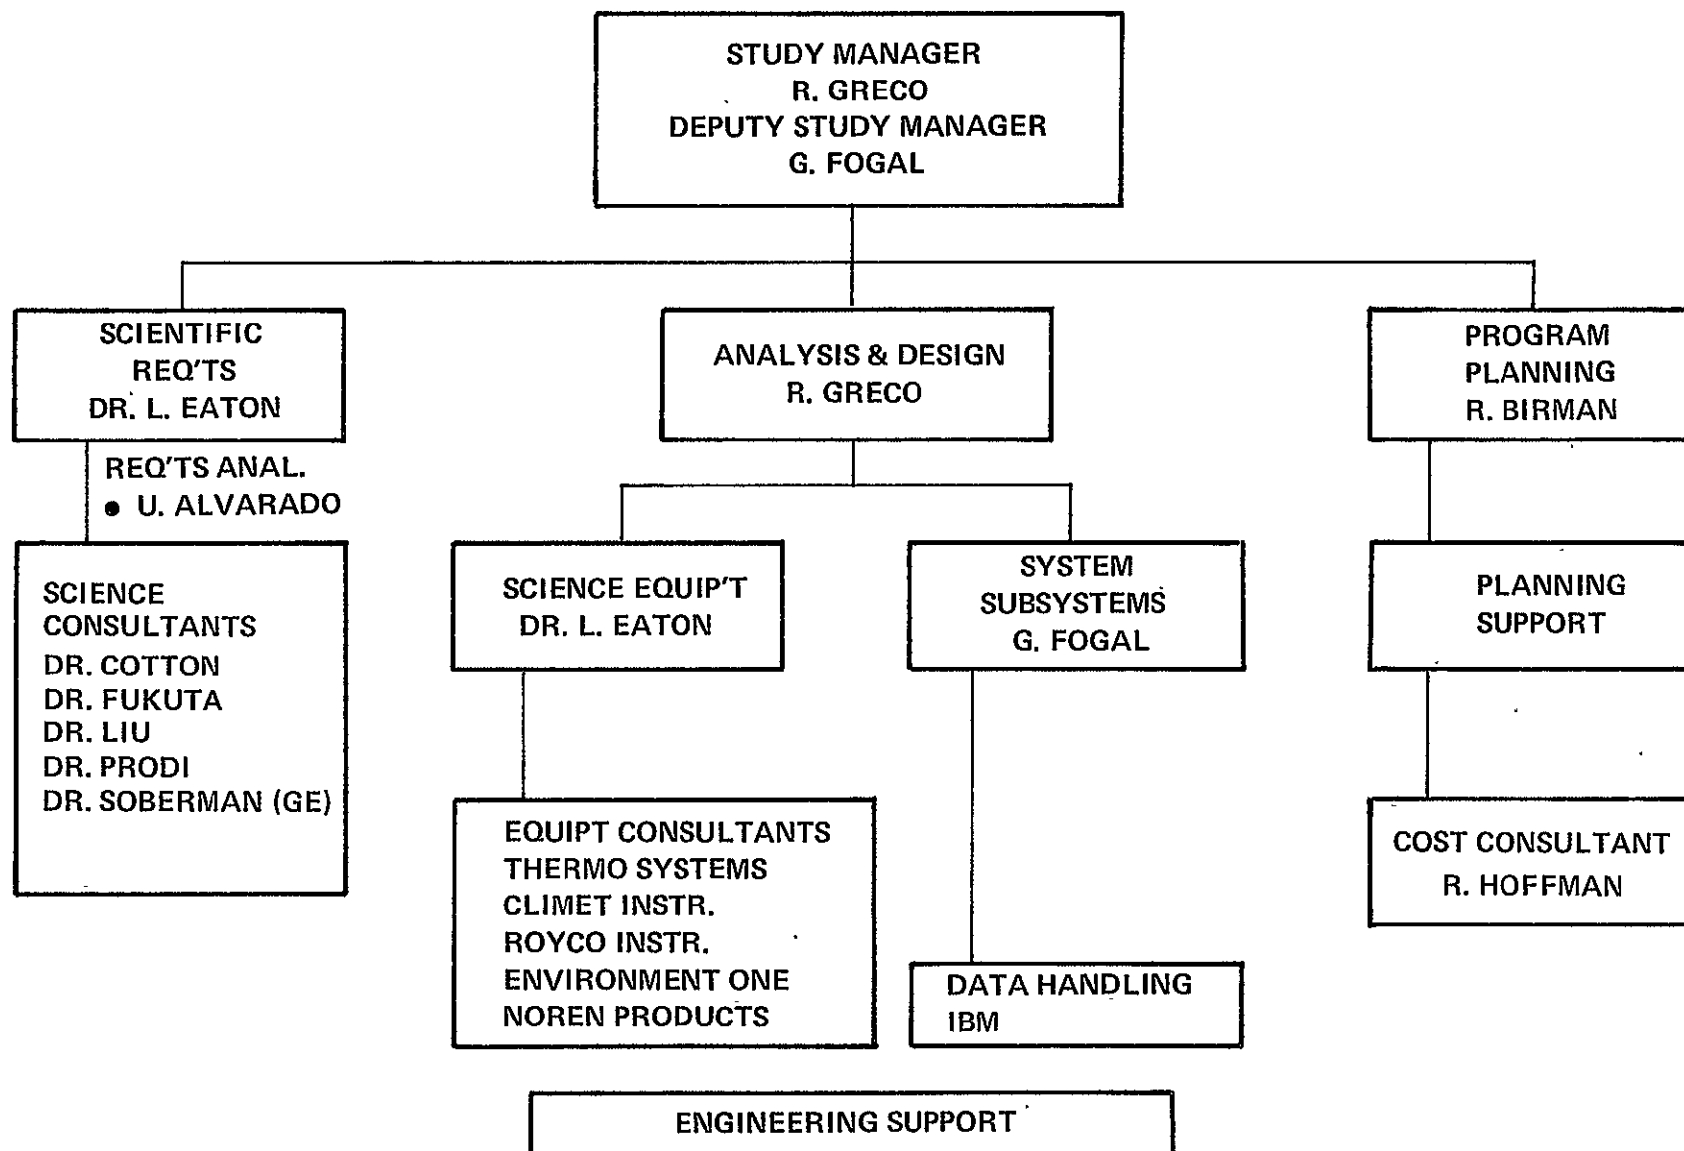 STUDY MANAGER
R. GRECO
DEPUTY STUDY MANAGER
G. FOGAL
SCIENTIFIC
REQ'TS
DR. L. EATON
ANALYSIS & DESIGN
R. GRECO
PROGRAM
PLANNING
R. BIRMAN
REQ'TS ANAL.
● U. ALVARADO
SCIENCE
CONSULTANTS
DR. COTTON
DR. FUKUTA
DR. LIU
DR. PRODI
DR. SOBERMAN (GE)
SCIENCE EQUIP'T
DR. L. EATON
SYSTEM
SUBSYSTEMS
G. FOGAL
PLANNING
SUPPORT
EQUIPT CONSULTANTS
THERMO SYSTEMS
CLIMET INSTR.
ROYCO INSTR.
ENVIRONMENT ONE
NOREN PRODUCTS
DATA HANDLING
IBM
COST CONSULTANT
R. HOFFMAN
ENGINEERING SUPPORT